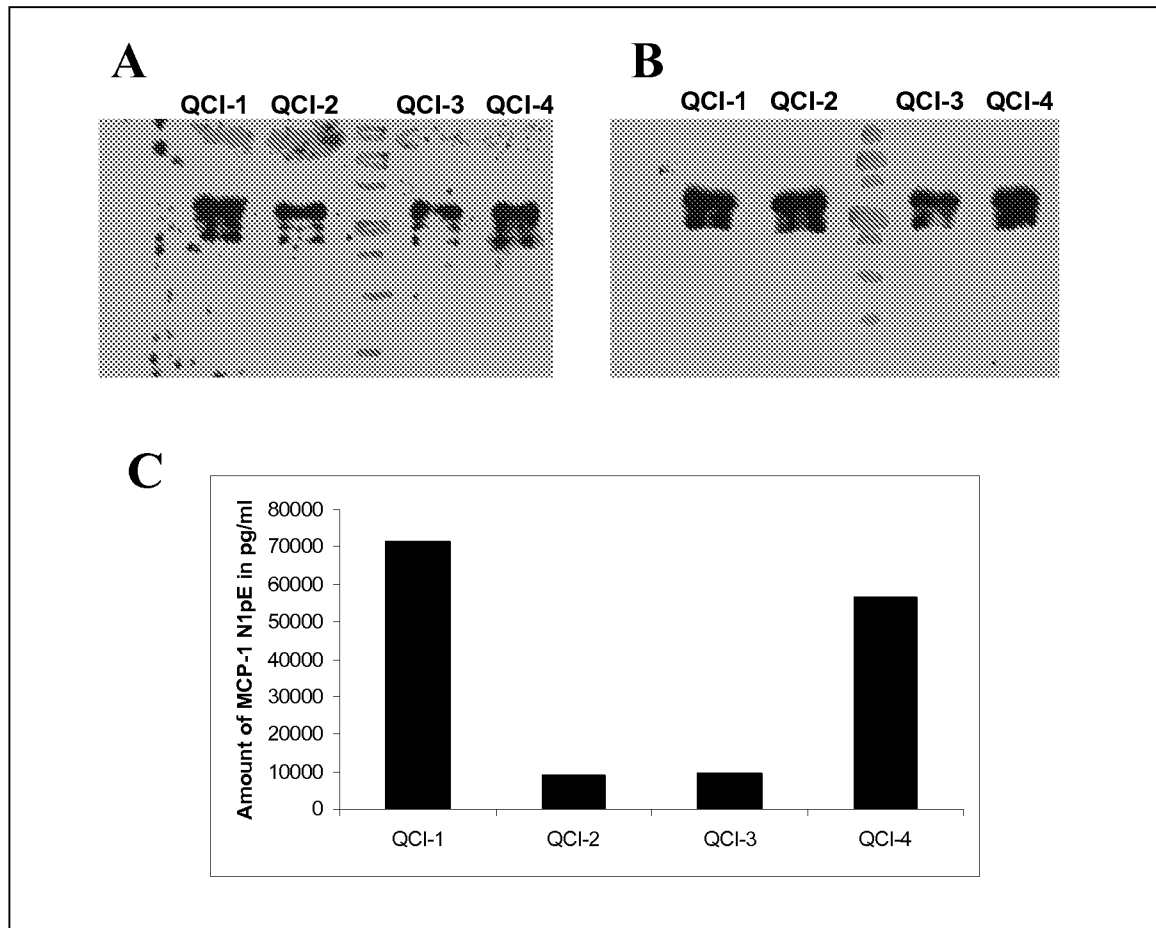 A
QCI-1 QCI-2 QCI-3 QCI-4
B
QCI-1 QCI-2 QCI-3 QCI-4
C
Amount of MCP-1 N1pE in pg/ml
80000
70000
60000
50000
40000
30000
20000
10000
0
QCI-1 QCI-2 QCI-3 QCI-4